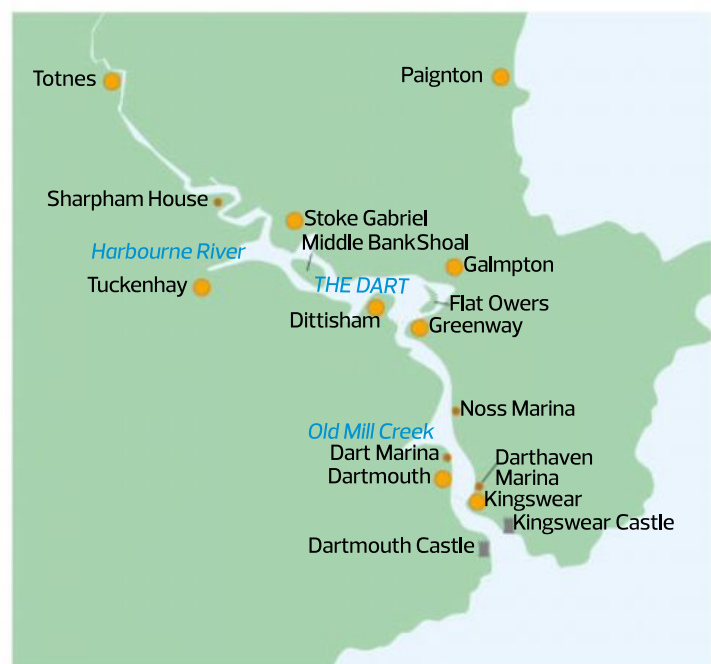 Totnes
Paignton
Sharpham House
Stoke Gabriel
Middle Bank Shoal
Harbourne River
Galmpton
Tuckenhay
THE DART
Flat Owers
Dittisham
Greenway
Noss Marina
Old Mill Creek
Dart Marina
Darthaven
Marina
Dartmouth
Kingswear
Kingswear Castle
Dartmouth Castle